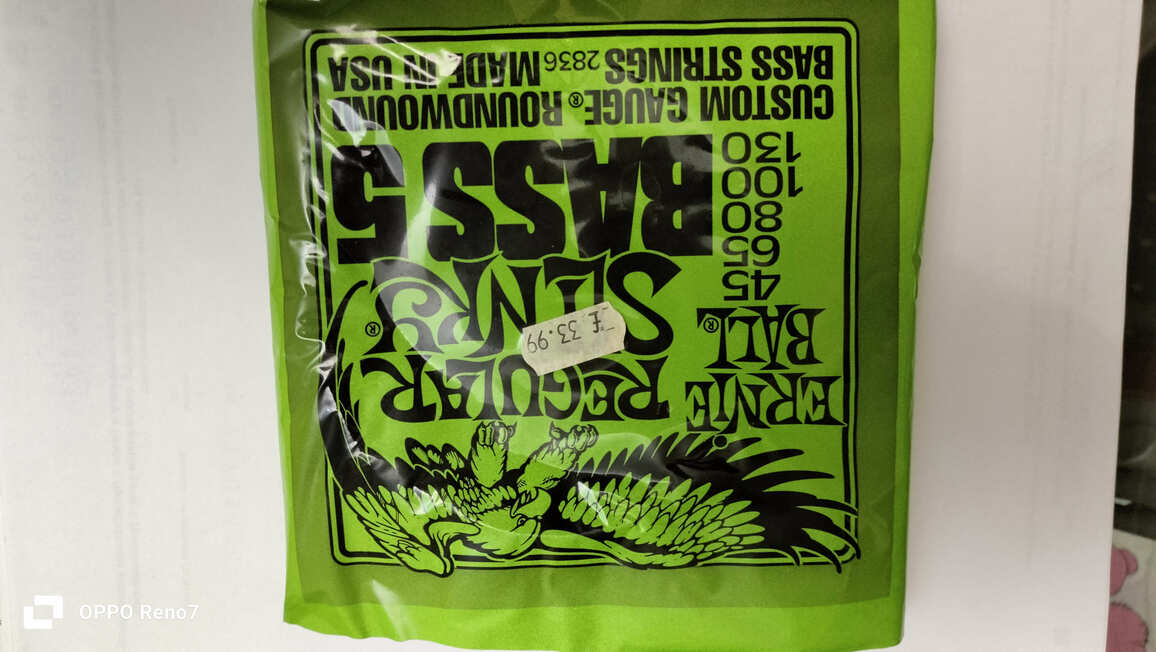 ERNIE
BALL®
REGULAR
SLINKY®
45
65
80
100
130
BASS 5
CUSTOM GAUGE® ROUNDWOUND
BASS STRINGS 2836 MADE IN USA
£ 33.99
OPPO Reno7